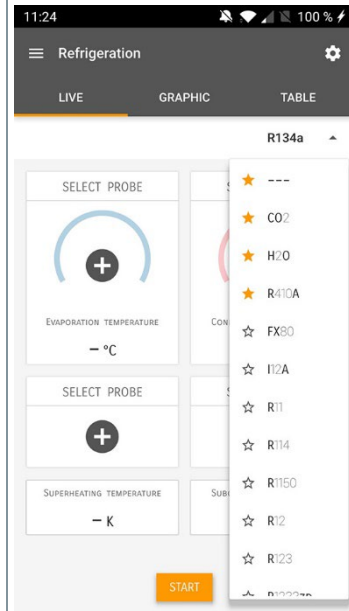 11:24
100 %
Refrigeration
LIVE GRAPHIC TABLE
R134a
SELECT PROBE
EVAPORATION TEMPERATURE
– °C
SELECT PROBE
SUPERHEATING TEMPERATURE
– K
START
---
CO2
H2O
R410A
FX80
I12A
R11
R114
R1150
R12
R123